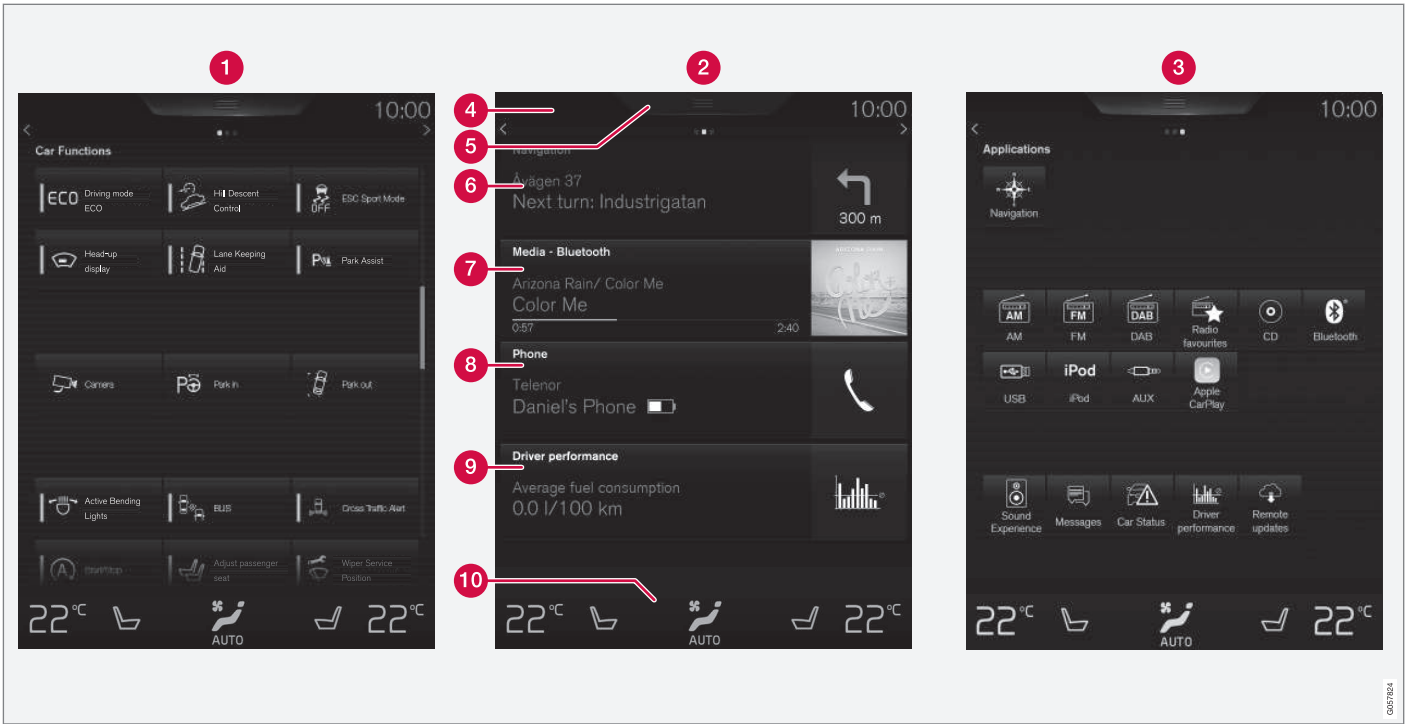 1
10:00
Car Functions
ECO
Driving mode
ECO
Hill Descent
Control
OFF
ESC Sport Mode
Head-up
display
Lane Keeping
Aid
P
Park Assist
Camera
P
Park in
Park out
Active Bending
Lights
BLIS
Cross Traffic Alert
A
Start/Stop
Adjust passenger
seat
Wiper Service
Position
22°C
AUTO
22°C
2
4
10:00
5
Navigation
6
Åvägen 37
Next turn: Industrigatan
300 m
7
Media - Bluetooth
ARIZONA RAIN
Arizona Rain/ Color Me
Color Me
Color
Me
0:57
2:40
8
Phone
Telenor
Daniel's Phone
9
Driver performance
Average fuel consumption
0.0 l/100 km
10
22°C
AUTO
22°C
3
10:00
Applications
Navigation
AM
AM
FM
FM
DAB
DAB
Radio
favourites
CD
Bluetooth
USB
iPod
iPod
AUX
Apple
CarPlay
Sound
Experience
Messages
Car Status
Driver
performance
Remote
updates
22°C
AUTO
22°C
G057824